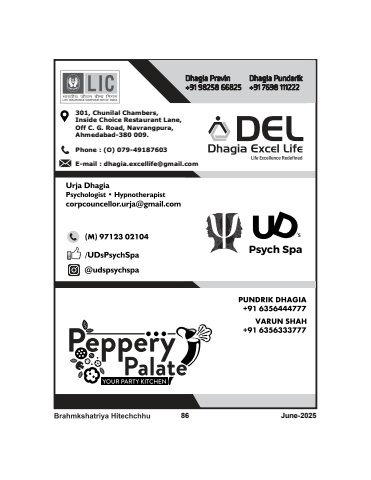 LIC
भारतीय जीवन बीमा निगम
LIFE INSURANCE CORPORATION OF INDIA
Dhagia Pravin
+91 98258 66825
Dhagia Pundarik
+91 7698 111222
301, Chunilal Chambers,
Inside Choice Restaurant Lane,
Off C. G. Road, Navrangpura,
Ahmedabad-380 009.
Phone : (O) 079-49187603
E-mail : dhagia.excellife@gmail.com
DEL
Dhagia Excel Life
Life Excellence Redefined
Urja Dhagia
Psychologist • Hypnotherapist
corpcouncellor.urja@gmail.com
(M) 97123 02104
/UDsPsychSpa
@udspsychspa
UD's
Psych Spa
PUNDRIK DHAGIA
+91 6356444777
VARUN SHAH
+91 6356333777
Peppery
Palate
YOUR PARTY KITCHEN
Brahmkshatriya Hitechchhu 86 June-2025